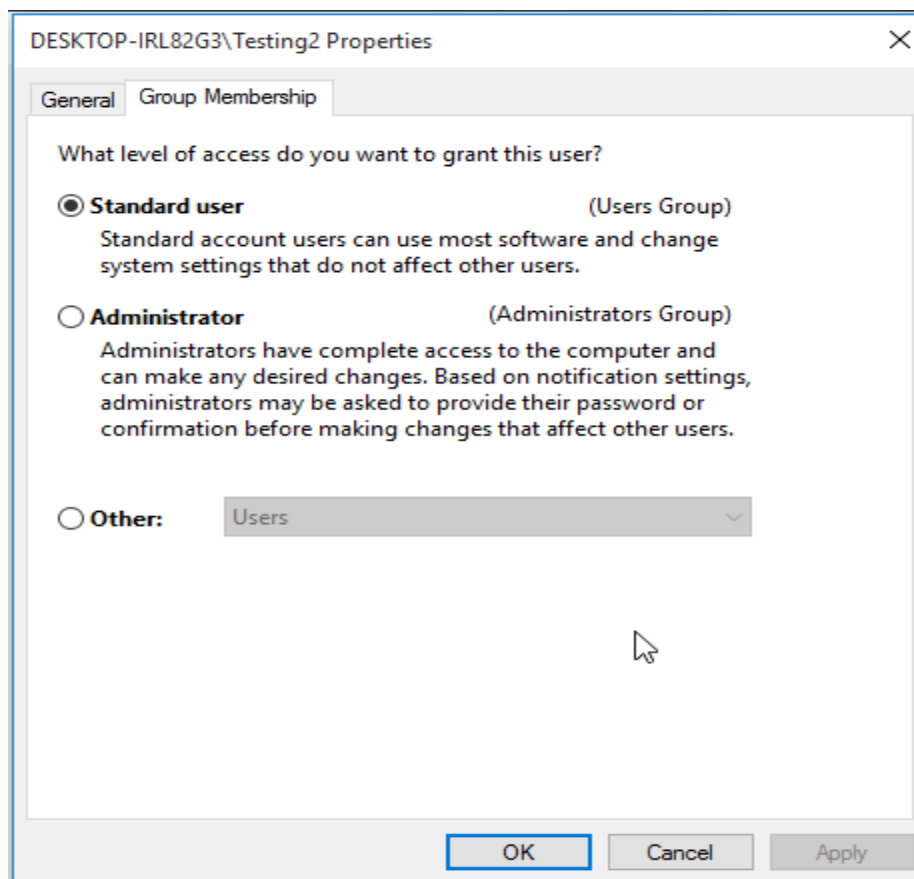 DESKTOP-IRL82G3\Testing2 Properties
General Group Membership
What level of access do you want to grant this user?
Standard user (Users Group)
Standard account users can use most software and change
system settings that do not affect other users.
Administrator (Administrators Group)
Administrators have complete access to the computer and
can make any desired changes. Based on notification settings,
administrators may be asked to provide their password or
confirmation before making changes that affect other users.
Other: Users
OK Cancel Apply